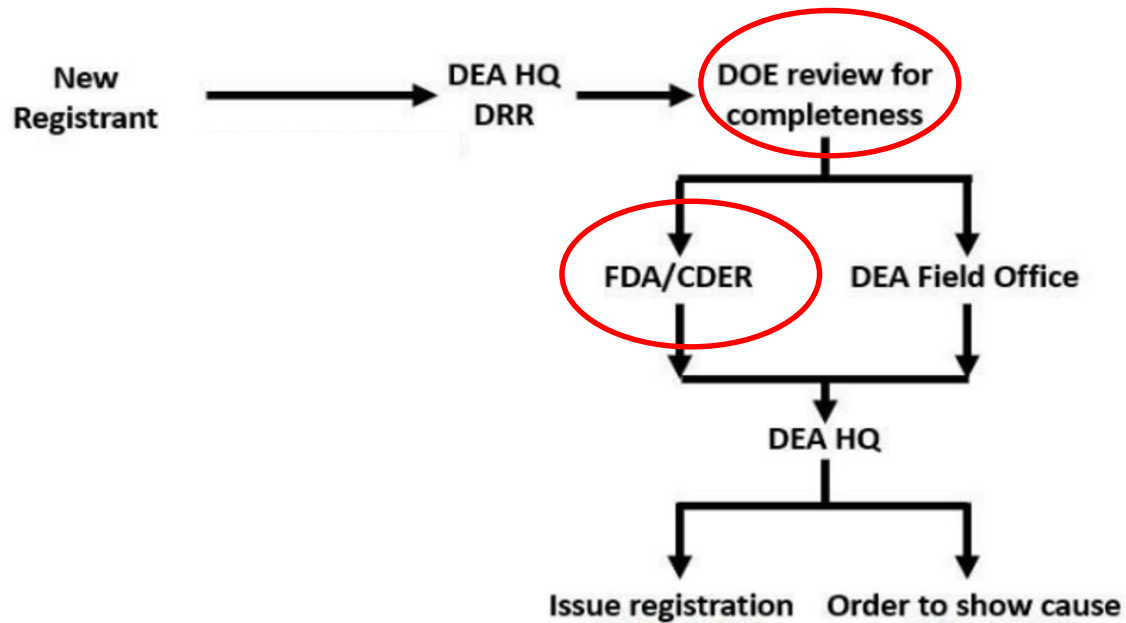 New
Registrant
DEA HQ
DRR
DOE review for
completeness
FDA/CDER
DEA Field Office
DEA HQ
Issue registration
Order to show cause